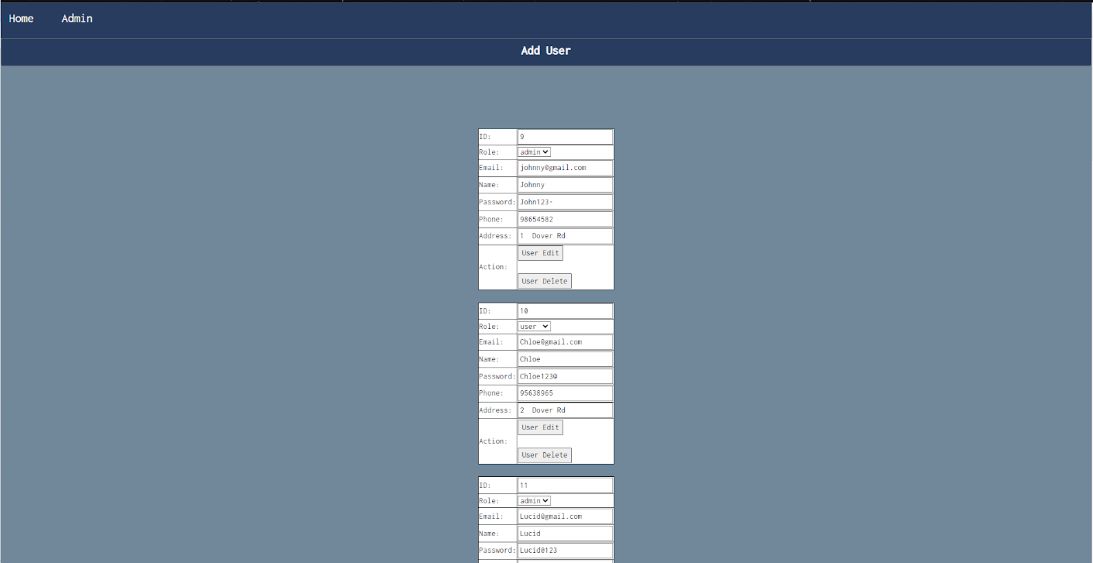 Home Admin
Add User
ID: 9
Role: admin
Email: johnny@gmail.com
Name: Johnny
Password: John123-
Phone: 98654582
Address: 1 Dover Rd
User Edit
Action:
User Delete
ID: 10
Role: user
Email: Chloe@gmail.com
Name: Chloe
Password: Chloe123@
Phone: 95638965
Address: 2 Dover Rd
User Edit
Action:
User Delete
ID: 11
Role: admin
Email: Lucid@gmail.com
Name: Lucid
Password: Lucid@123